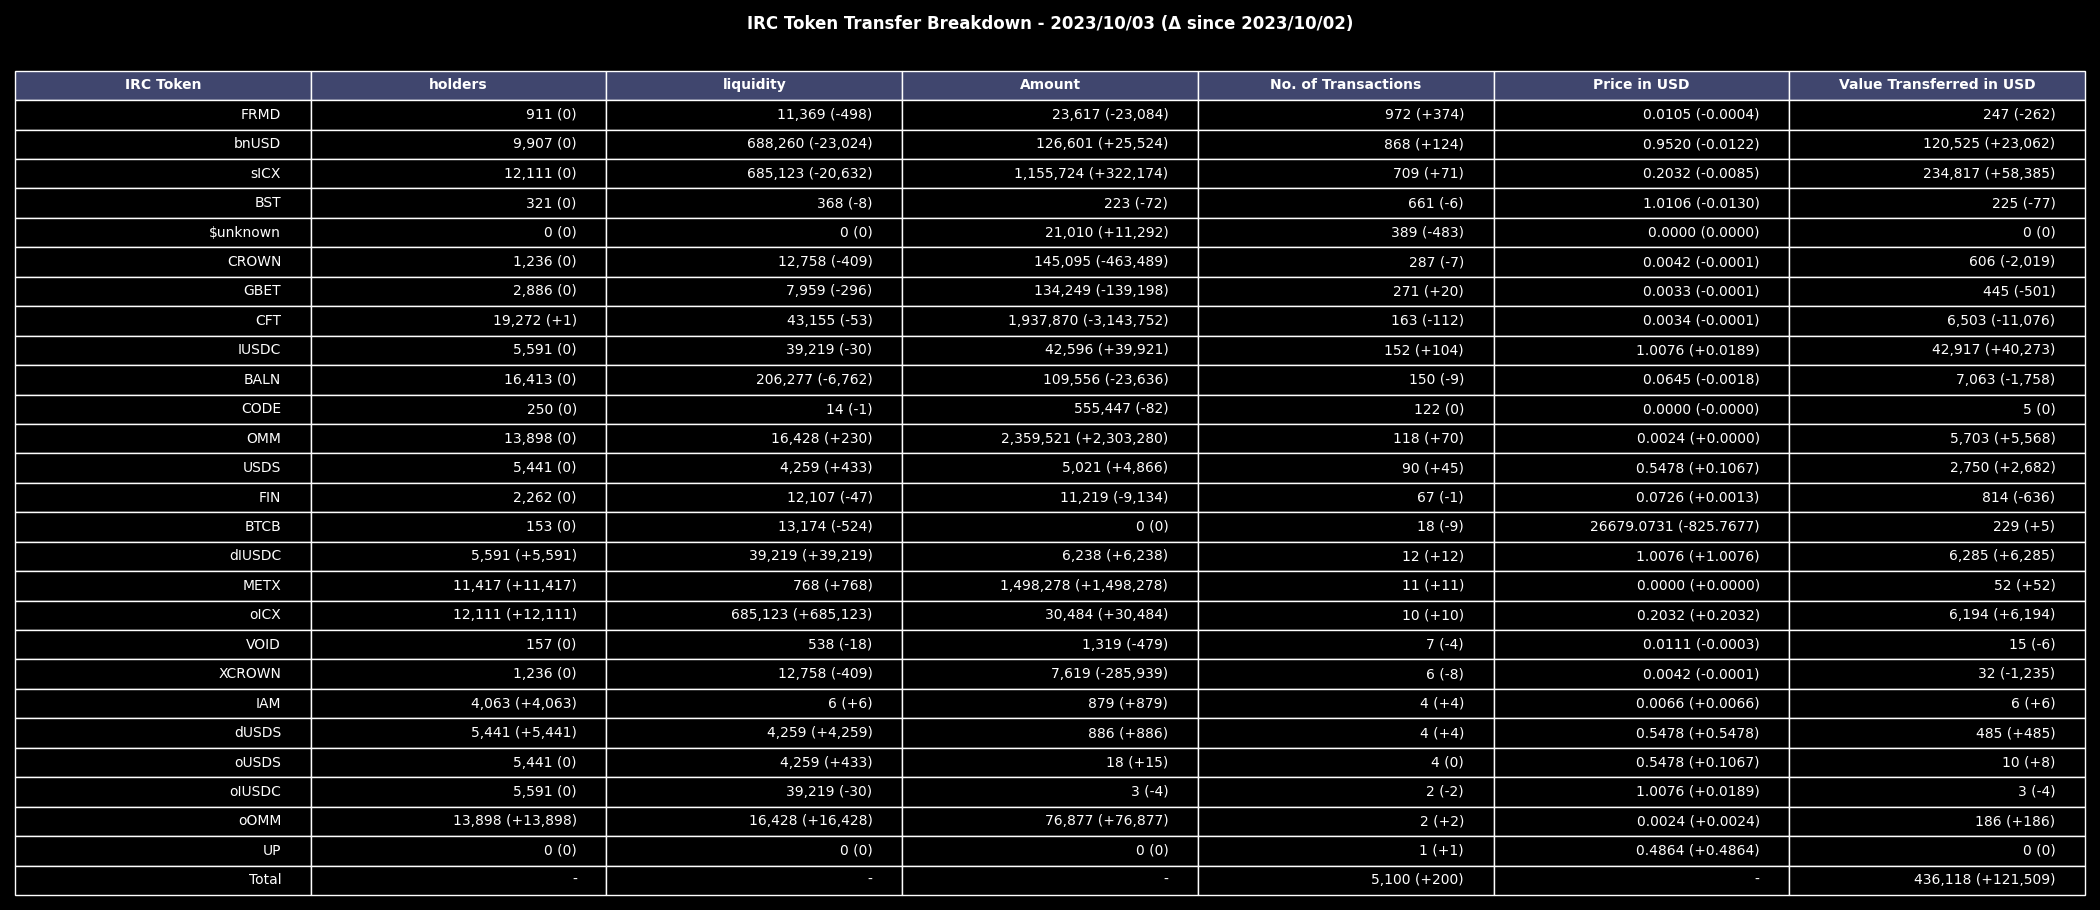 IRC Token Transfer Breakdown - 2023/10/03 (Δ since 2023/10/02)
IRC Token holders liquidity Amount No. of Transactions Price in USD Value Transferred in USD
FRMD 911 (0) 11,369 (-498) 23,617 (-23,084) 972 (+374) 0.0105 (-0.0004) 247 (-262)
bnUSD 9,907 (0) 688,260 (-23,024) 126,601 (+25,524) 868 (+124) 0.9520 (-0.0122) 120,525 (+23,062)
sICX 12,111 (0) 685,123 (-20,632) 1,155,724 (+322,174) 709 (+71) 0.2032 (-0.0085) 234,817 (+58,385)
BST 321 (0) 368 (-8) 223 (-72) 661 (-6) 1.0106 (-0.0130) 225 (-77)
$unknown 0 (0) 0 (0) 21,010 (+11,292) 389 (-483) 0.0000 (0.0000) 0 (0)
CROWN 1,236 (0) 12,758 (-409) 145,095 (-463,489) 287 (-7) 0.0042 (-0.0001) 606 (-2,019)
GBET 2,886 (0) 7,959 (-296) 134,249 (-139,198) 271 (+20) 0.0033 (-0.0001) 445 (-501)
CFT 19,272 (+1) 43,155 (-53) 1,937,870 (-3,143,752) 163 (-112) 0.0034 (-0.0001) 6,503 (-11,076)
IUSDC 5,591 (0) 39,219 (-30) 42,596 (+39,921) 152 (+104) 1.0076 (+0.0189) 42,917 (+40,273)
BALN 16,413 (0) 206,277 (-6,762) 109,556 (-23,636) 150 (-9) 0.0645 (-0.0018) 7,063 (-1,758)
CODE 250 (0) 14 (-1) 555,447 (-82) 122 (0) 0.0000 (-0.0000) 5 (0)
OMM 13,898 (0) 16,428 (+230) 2,359,521 (+2,303,280) 118 (+70) 0.0024 (+0.0000) 5,703 (+5,568)
USDS 5,441 (0) 4,259 (+433) 5,021 (+4,866) 90 (+45) 0.5478 (+0.1067) 2,750 (+2,682)
FIN 2,262 (0) 12,107 (-47) 11,219 (-9,134) 67 (-1) 0.0726 (+0.0013) 814 (-636)
BTCB 153 (0) 13,174 (-524) 0 (0) 18 (-9) 26679.0731 (-825.7677) 229 (+5)
dIUSDC 5,591 (+5,591) 39,219 (+39,219) 6,238 (+6,238) 12 (+12) 1.0076 (+1.0076) 6,285 (+6,285)
METX 11,417 (+11,417) 768 (+768) 1,498,278 (+1,498,278) 11 (+11) 0.0000 (+0.0000) 52 (+52)
oICX 12,111 (+12,111) 685,123 (+685,123) 30,484 (+30,484) 10 (+10) 0.2032 (+0.2032) 6,194 (+6,194)
VOID 157 (0) 538 (-18) 1,319 (-479) 7 (-4) 0.0111 (-0.0003) 15 (-6)
XCROWN 1,236 (0) 12,758 (-409) 7,619 (-285,939) 6 (-8) 0.0042 (-0.0001) 32 (-1,235)
IAM 4,063 (+4,063) 6 (+6) 879 (+879) 4 (+4) 0.0066 (+0.0066) 6 (+6)
dUSDS 5,441 (+5,441) 4,259 (+4,259) 886 (+886) 4 (+4) 0.5478 (+0.5478) 485 (+485)
oUSDS 5,441 (0) 4,259 (+433) 18 (+15) 4 (0) 0.5478 (+0.1067) 10 (+8)
oIUSDC 5,591 (0) 39,219 (-30) 3 (-4) 2 (-2) 1.0076 (+0.0189) 3 (-4)
oOMM 13,898 (+13,898) 16,428 (+16,428) 76,877 (+76,877) 2 (+2) 0.0024 (+0.0024) 186 (+186)
UP 0 (0) 0 (0) 0 (0) 1 (+1) 0.4864 (+0.4864) 0 (0)
Total - - - 5,100 (+200) - 436,118 (+121,509)